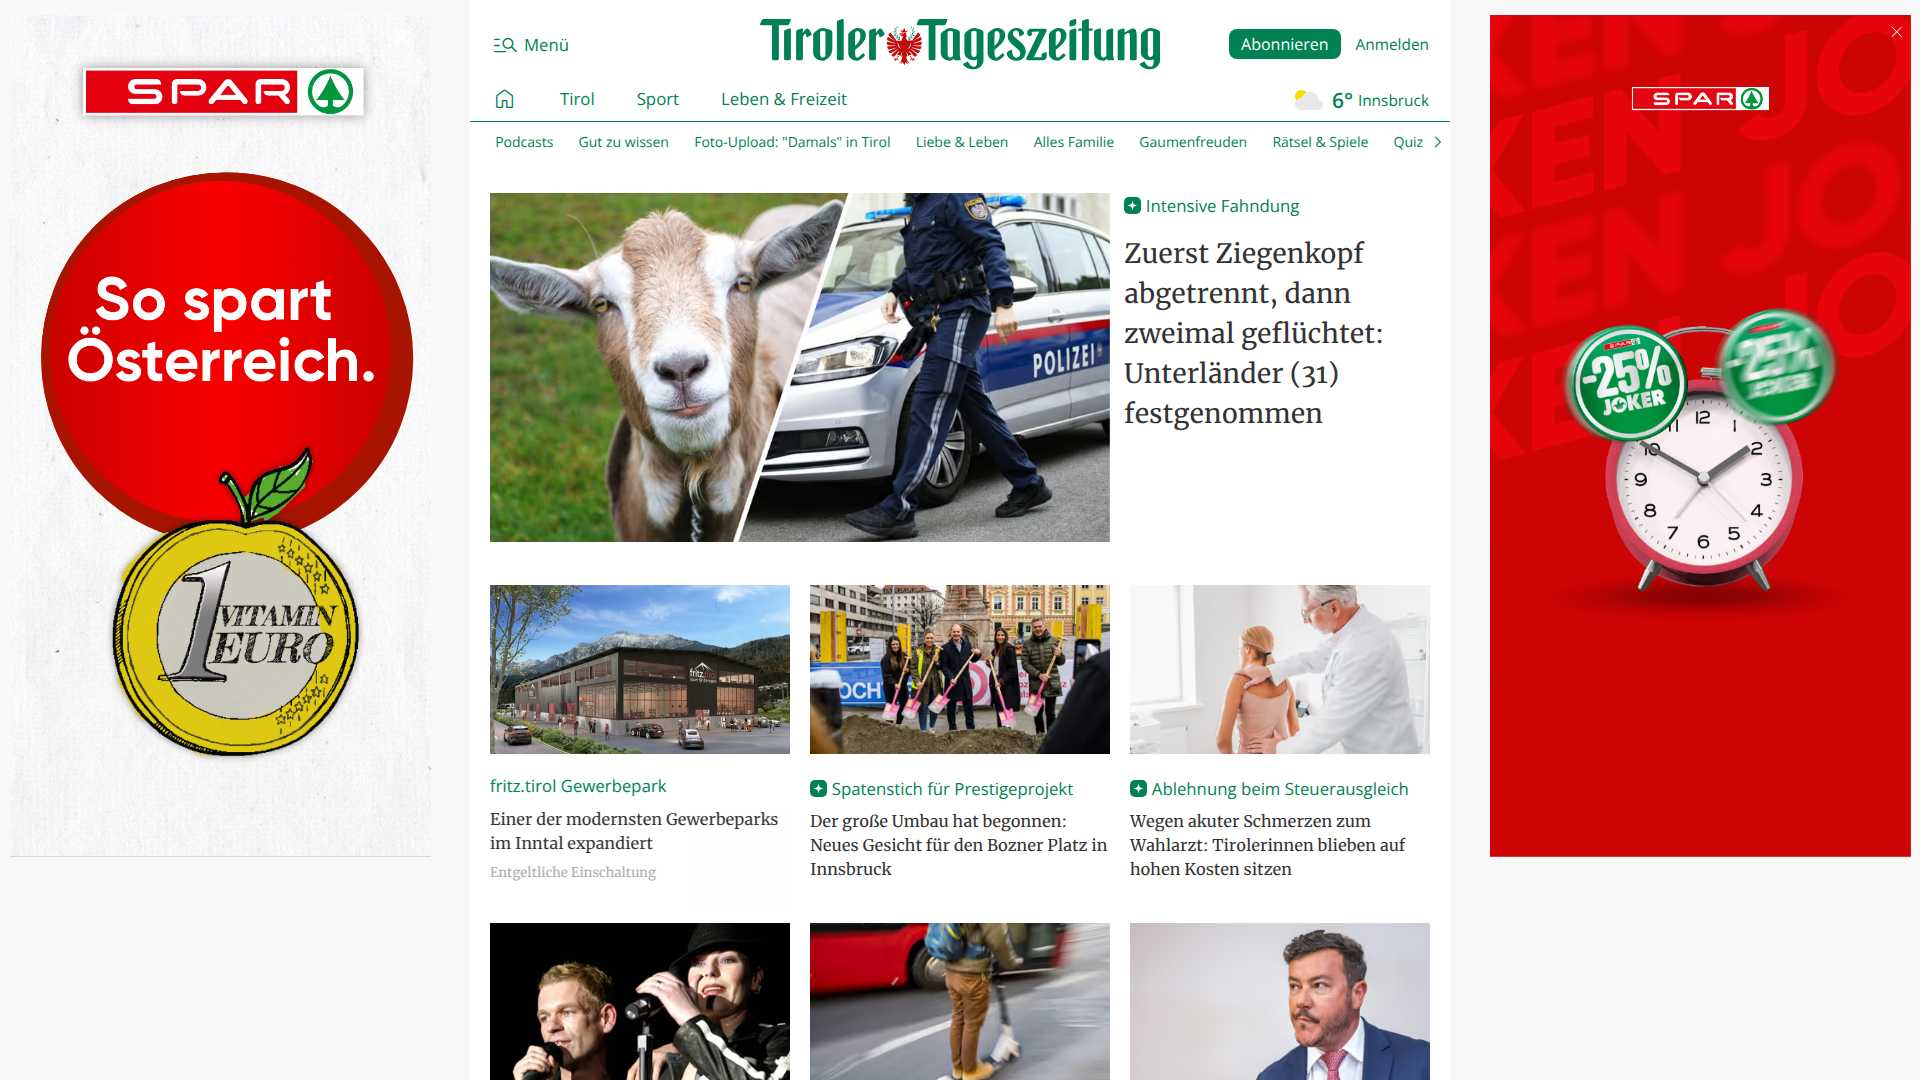 SPAR
So spart
Österreich.
1 VITAMIN
EURO
Menü
Tiroler Tageszeitung
Abonnieren
Anmelden
Tirol
Sport
Leben & Freizeit
6° Innsbruck
Podcasts
Gut zu wissen
Foto-Upload: "Damals" in Tirol
Liebe & Leben
Alles Familie
Gaumenfreuden
Rätsel & Spiele
Quiz
POLIZEI
Intensive Fahndung
Zuerst Ziegenkopf
abgetrennt, dann
zweimal geflüchtet:
Unterländer (31)
festgenommen
fritz.tirol Gewerbepark
Einer der modernsten Gewerbeparks
im Inntal expandiert
Entgeltliche Einschaltung
OCH
Spatenstich für Prestigeprojekt
Der große Umbau hat begonnen:
Neues Gesicht für den Bozner Platz in
Innsbruck
Ablehnung beim Steuerausgleich
Wegen akuter Schmerzen zum
Wahlarzt: Tirolerinnen blieben auf
hohen Kosten sitzen
SPAR
SPAR
-25%
JOKER
-25%
JOKER
12
1
2
3
4
5
6
7
8
9
10
11